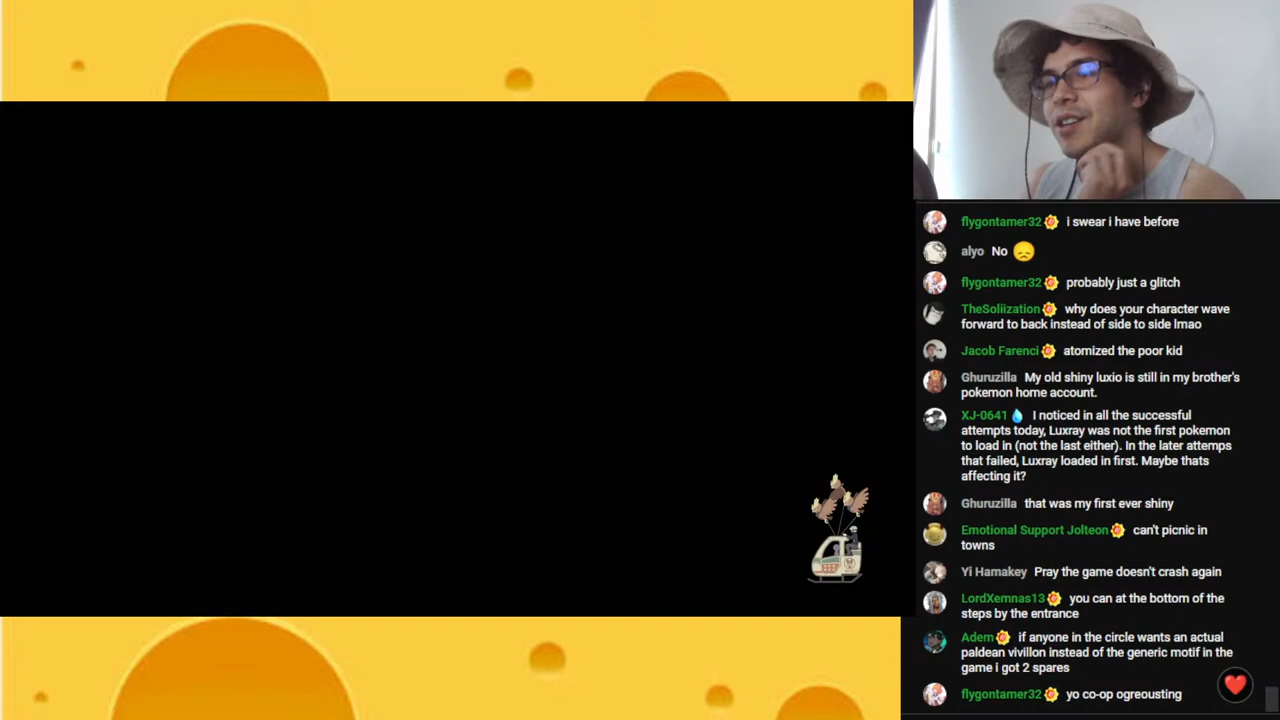 flygontamer32 i swear i have before
alyo No
flygontamer32 probably just a glitch
TheSoliization why does your character wave
forward to back instead of side to side lmao
Jacob Farenci atomized the poor kid
Ghuruzilla My old shiny luxio is still in my brother's
pokemon home account.
XJ-0641 I noticed in all the successful
attempts today, Luxray was not the first pokemon
to load in (not the last either). In the later attemps
that failed, Luxray loaded in first. Maybe thats
affecting it?
Ghuruzilla that was my first ever shiny
Emotional Support Jolteon can't picnic in
towns
Yi Hamakey Pray the game doesn't crash again
LordXemnas13 you can at the bottom of the
steps by the entrance
Adem if anyone in the circle wants an actual
paldean vivillon instead of the generic motif in the
game i got 2 spares
flygontamer32 yo co-op ogreousting